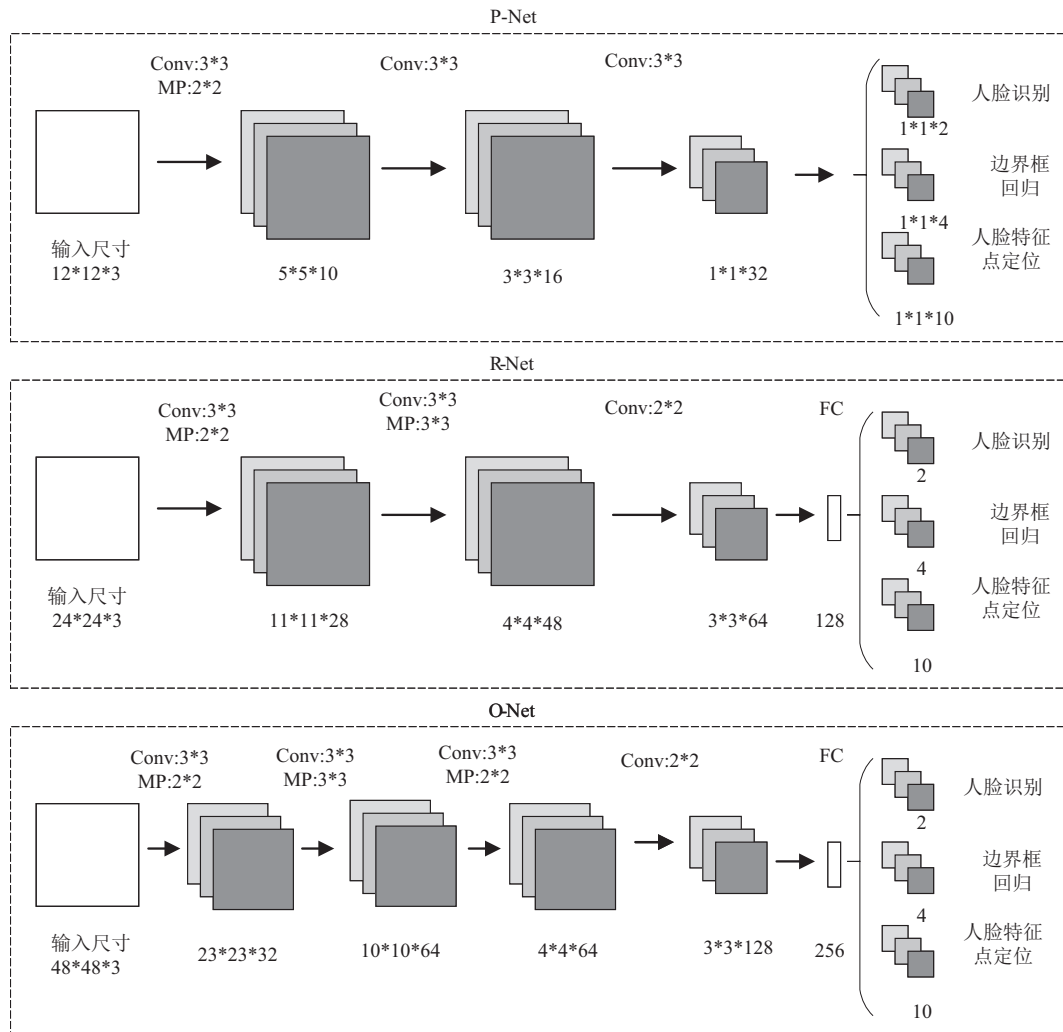 P-Net
Conv:3*3
MP:2*2
Conv:3*3
Conv:3*3
输入尺寸
12*12*3
5*5*10
3*3*16
1*1*32
人脸识别
1*1*2
边界框
回归
1*1*4
人脸特征
点定位
1*1*10
R-Net
Conv:3*3
MP:2*2
Conv:3*3
MP:3*3
Conv:2*2
FC
输入尺寸
24*24*3
11*11*28
4*4*48
3*3*64
128
人脸识别
2
边界框
回归
4
人脸特征
点定位
10
O-Net
Conv:3*3
MP:2*2
Conv:3*3
MP:3*3
Conv:3*3
MP:2*2
Conv:2*2
FC
输入尺寸
48*48*3
23*23*32
10*10*64
4*4*64
3*3*128
256
人脸识别
2
边界框
回归
4
人脸特征
点定位
10